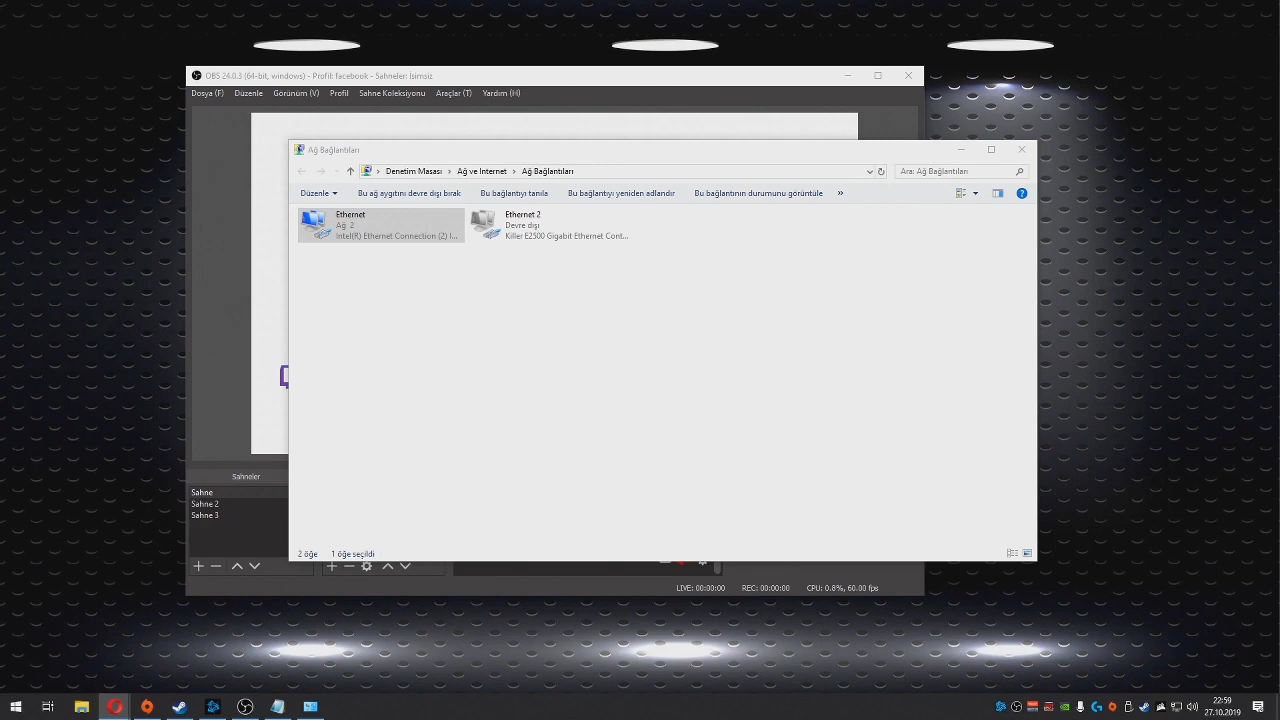 OBS 24.0.3 (64-bit, windows) - Profil: facebook - Sahneler: İsimsiz
Dosya (F) Düzenle Görünüm (V) Profil Sahne Koleksiyonu Araçlar (T) Yardım (H)
Ağ Bağlantıları
Denetim Masası > Ağ ve Internet > Ağ Bağlantıları
Ara: Ağ Bağlantıları
Düzenle Bu ağ aygıtını devre dışı bırak Bu bağlantıyı tanıla Bu bağlantıyı yeniden adlandır Bu bağlantının durumunu görüntüle »
Ethernet
Ağ 2
Intel(R) Ethernet Connection (2) I...
Ethernet 2
Devre dışı
Killer E2500 Gigabit Ethernet Cont...
Sahneler
Sahne
Sahne 2
Sahne 3
2 öğe 1 öğe seçildi
LIVE: 00:00:00 REC: 00:00:00 CPU: 0.8%, 60.00 fps
22:59
27.10.2019